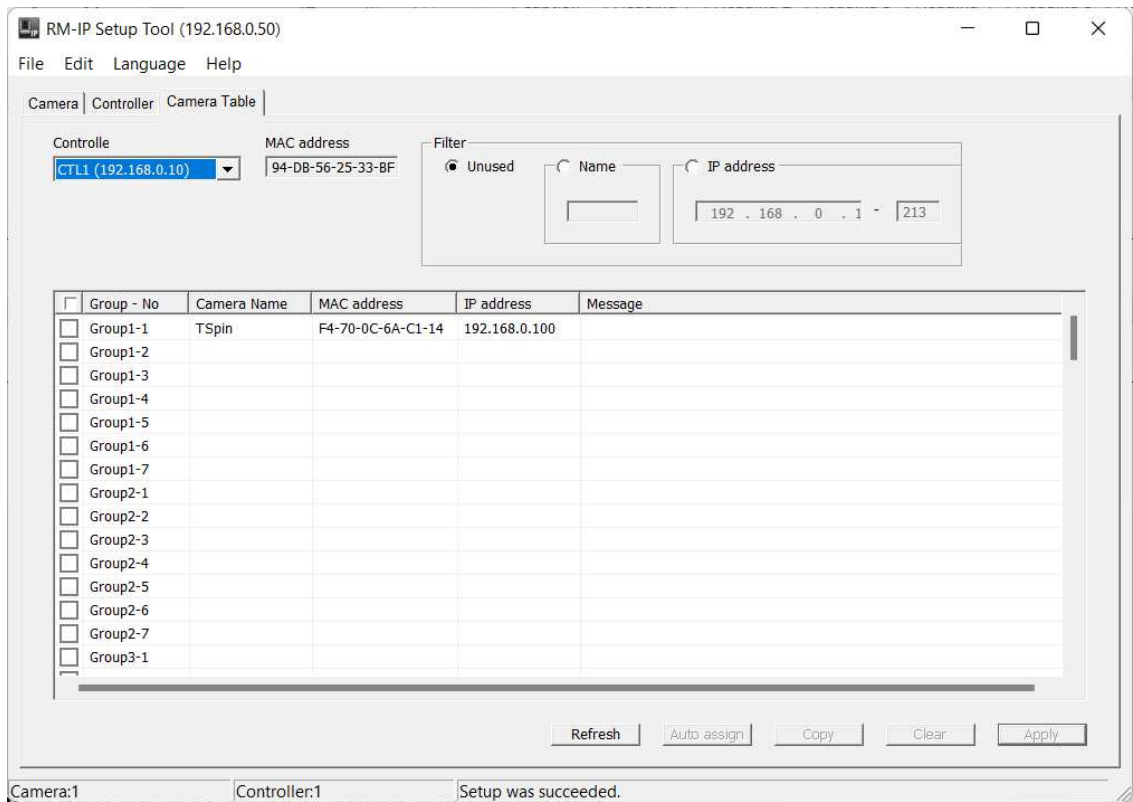 RM-IP Setup Tool (192.168.0.50)
File Edit Language Help
Camera Controller Camera Table
Controlle MAC address Filter
CTL1 (192.168.0.10) 94-DB-56-25-33-BF Unused Name IP address
192 . 168 . 0 . 1 - 213
Group - No Camera Name MAC address IP address Message
Group1-1 TSpin F4-70-0C-6A-C1-14 192.168.0.100
Group1-2
Group1-3
Group1-4
Group1-5
Group1-6
Group1-7
Group2-1
Group2-2
Group2-3
Group2-4
Group2-5
Group2-6
Group2-7
Group3-1
Refresh Auto assign Copy Clear Apply
Camera:1 Controller:1 Setup was succeeded.